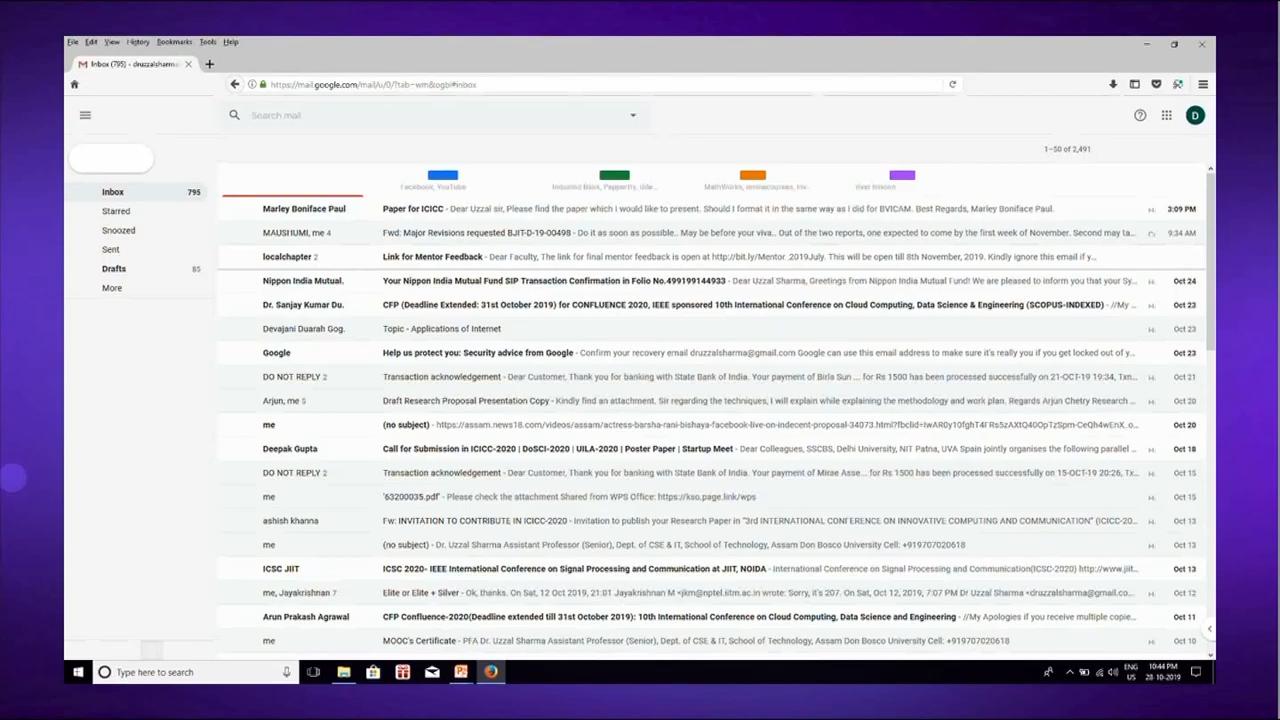 File Edit View History Bookmarks Tools Help
Inbox (795) - druzzalsharma
https://mail.google.com/mail/u/0/?tab=wm&ogbl#inbox
Search mail
D
1–50 of 2,491
Facebook, YouTube
MathWorks,
Inbox 795
Starred
Snoozed
Sent
Drafts 85
More
Marley Boniface Paul Paper for ICICC - Dear Uzzal sir, Please find the paper which I would like to present. Should I format it in the same way as I did for BVICAM. Best Regards, Marley Boniface Paul. 3:09 PM
MAUSHUMI, me 4 Fwd: Major Revisions requested BJIT-D-19-00498 - Do it as soon as possible.. May be before your viva.. Out of the two reports, one expected to come by the first week of November. Second may ta... 9:34 AM
localchapter 2 Link for Mentor Feedback - Dear Faculty, The link for final mentor feedback is open at http://bit.ly/Mentor_2019July. This will be open till 8th November, 2019. Kindly ignore this email if y...
Nippon India Mutual. Your Nippon India Mutual Fund SIP Transaction Confirmation in Folio No.499199144933 - Dear Uzzal Sharma, Greetings from Nippon India Mutual Fund! We are pleased to inform you that your Sy... Oct 24
Dr. Sanjay Kumar Du. CFP (Deadline Extended: 31st October 2019) for CONFLUENCE 2020, IEEE sponsored 10th International Conference on Cloud Computing, Data Science & Engineering (SCOPUS-INDEXED) - //My ... Oct 23
Devajani Duarah Gog. Topic - Applications of Internet Oct 23
Google Help us protect you: Security advice from Google - Confirm your recovery email druzzalsharma@gmail.com Google can use this email address to make sure it's really you if you get locked out of y... Oct 23
DO NOT REPLY 2 Transaction acknowledgement - Dear Customer, Thank you for banking with State Bank of India. Your payment of Birla Sun ... for Rs 1500 has been processed successfully on 21-OCT-19 19:34, Txn... Oct 21
Arjun, me 5 Draft Research Proposal Presentation Copy - Kindly find an attachment. Sir regarding the techniques, I will explain while explaining the methodology and work plan. Regards Arjun Chetry Research ... Oct 20
me (no subject) - Oct 20
Deepak Gupta Call for Submission in ICICC-2020 | DoSCI-2020 | UILA-2020 | Poster Paper | Startup Meet - Dear Colleagues, SSCBS, Delhi University, NIT Patna, UVA Spain jointly organises the following parallel ... Oct 18
DO NOT REPLY 2 Transaction acknowledgement - Dear Customer, Thank you for banking with State Bank of India. Your payment of Mirae Asse... for Rs 1500 has been processed successfully on 15-OCT-19 20:26, Tx... Oct 15
me '63200035.pdf' - Please check the attachment Shared from WPS Office: https://kso.page.link/wps Oct 15
ashish khanna Fw: INVITATION TO CONTRIBUTE IN ICICC-2020 - Invitation to publish your Research Paper in "3rd INTERNATIONAL CONFERENCE ON INNOVATIVE COMPUTING AND COMMUNICATION" (ICICC-20... Oct 13
me (no subject) - Dr. Uzzal Sharma Assistant Professor (Senior), Dept. of CSE & IT, School of Technology, Assam Don Bosco University Cell: +919707020618 Oct 13
ICSC JIIT ICSC 2020- IEEE International Conference on Signal Processing and Communication at JIIT, NOIDA - International Conference on Signal Processing and Communication(ICSC-2020) http://www.jiit... Oct 13
me, Jayakrishnan 7 Elite or Elite + Silver - Ok, thanks. On Sat, 12 Oct 2019, 21:01 Jayakrishnan M <jkm@nptel.iitm.ac.in wrote: Sorry, it's 207. On Sat, Oct 12, 2019, 7:07 PM Dr Uzzal Sharma <druzzalsharma@gmail.co... Oct 12
Arun Prakash Agrawal CFP Confluence-2020(Deadline extended till 31st October 2019): 10th International Conference on Cloud Computing, Data Science and Engineering - //My Apologies if you receive multiple copie... Oct 11
me MOOC's Certificate - PFA Dr. Uzzal Sharma Assistant Professor (Senior), Dept. of CSE & IT, School of Technology, Assam Don Bosco University Cell: +919707020618 Oct 10
Type here to search
ENG 10:44 PM
US 28-10-2019